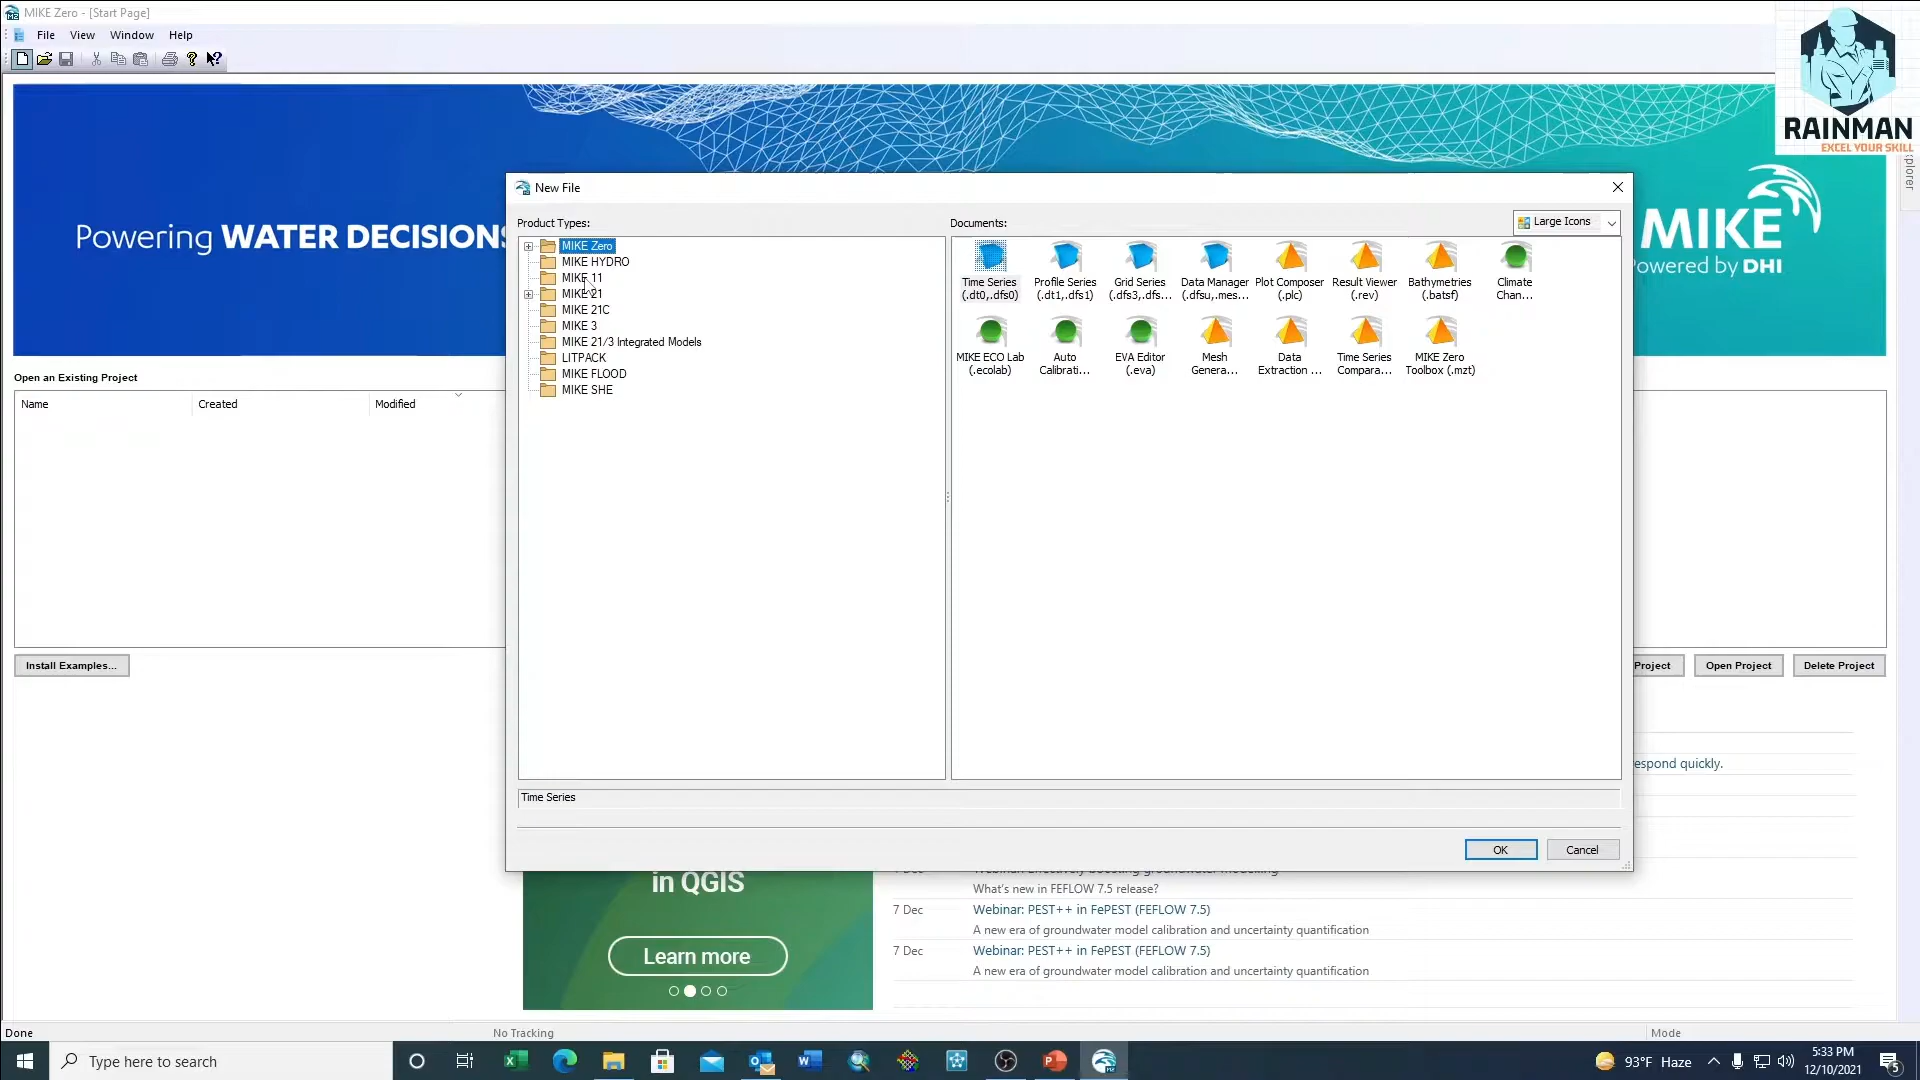 MIKE Zero - [Start Page]
File View Window Help
RAINMAN
EXCEL YOUR SKILL
Powering WATER DECISIONS
MIKE
Powered by DHI
New File
Product Types:
Documents:
Large Icons
MIKE Zero
MIKE HYDRO
MIKE 11
MIKE 21
MIKE 21C
MIKE 3
MIKE 21/3 Integrated Models
LITPACK
MIKE FLOOD
MIKE SHE
Time Series (.dt0,.dfs0)
Profile Series (.dt1,.dfs1)
Grid Series (.dfs3,.dfs...
Data Manager (.dfsu,.mes...
Plot Composer (.plc)
Result Viewer (.rev)
Bathymetries (.batsf)
Climate Chan...
MIKE ECO Lab (.ecolab)
Auto Calibrati...
EVA Editor (.eva)
Mesh Genera...
Data Extraction ...
Time Series Compara...
MIKE Zero Toolbox (.mzt)
Time Series
OK Cancel
Open an Existing Project
Name Created Modified
Install Examples...
Project Open Project Delete Project
espond quickly.
in QGIS
Learn more
What's new in FEFLOW 7.5 release?
7 Dec Webinar: PEST++ in FePEST (FEFLOW 7.5)
A new era of groundwater model calibration and uncertainty quantification
7 Dec Webinar: PEST++ in FePEST (FEFLOW 7.5)
A new era of groundwater model calibration and uncertainty quantification
Done No Tracking Mode
Type here to search
93°F Haze
5:33 PM
12/10/2021
5